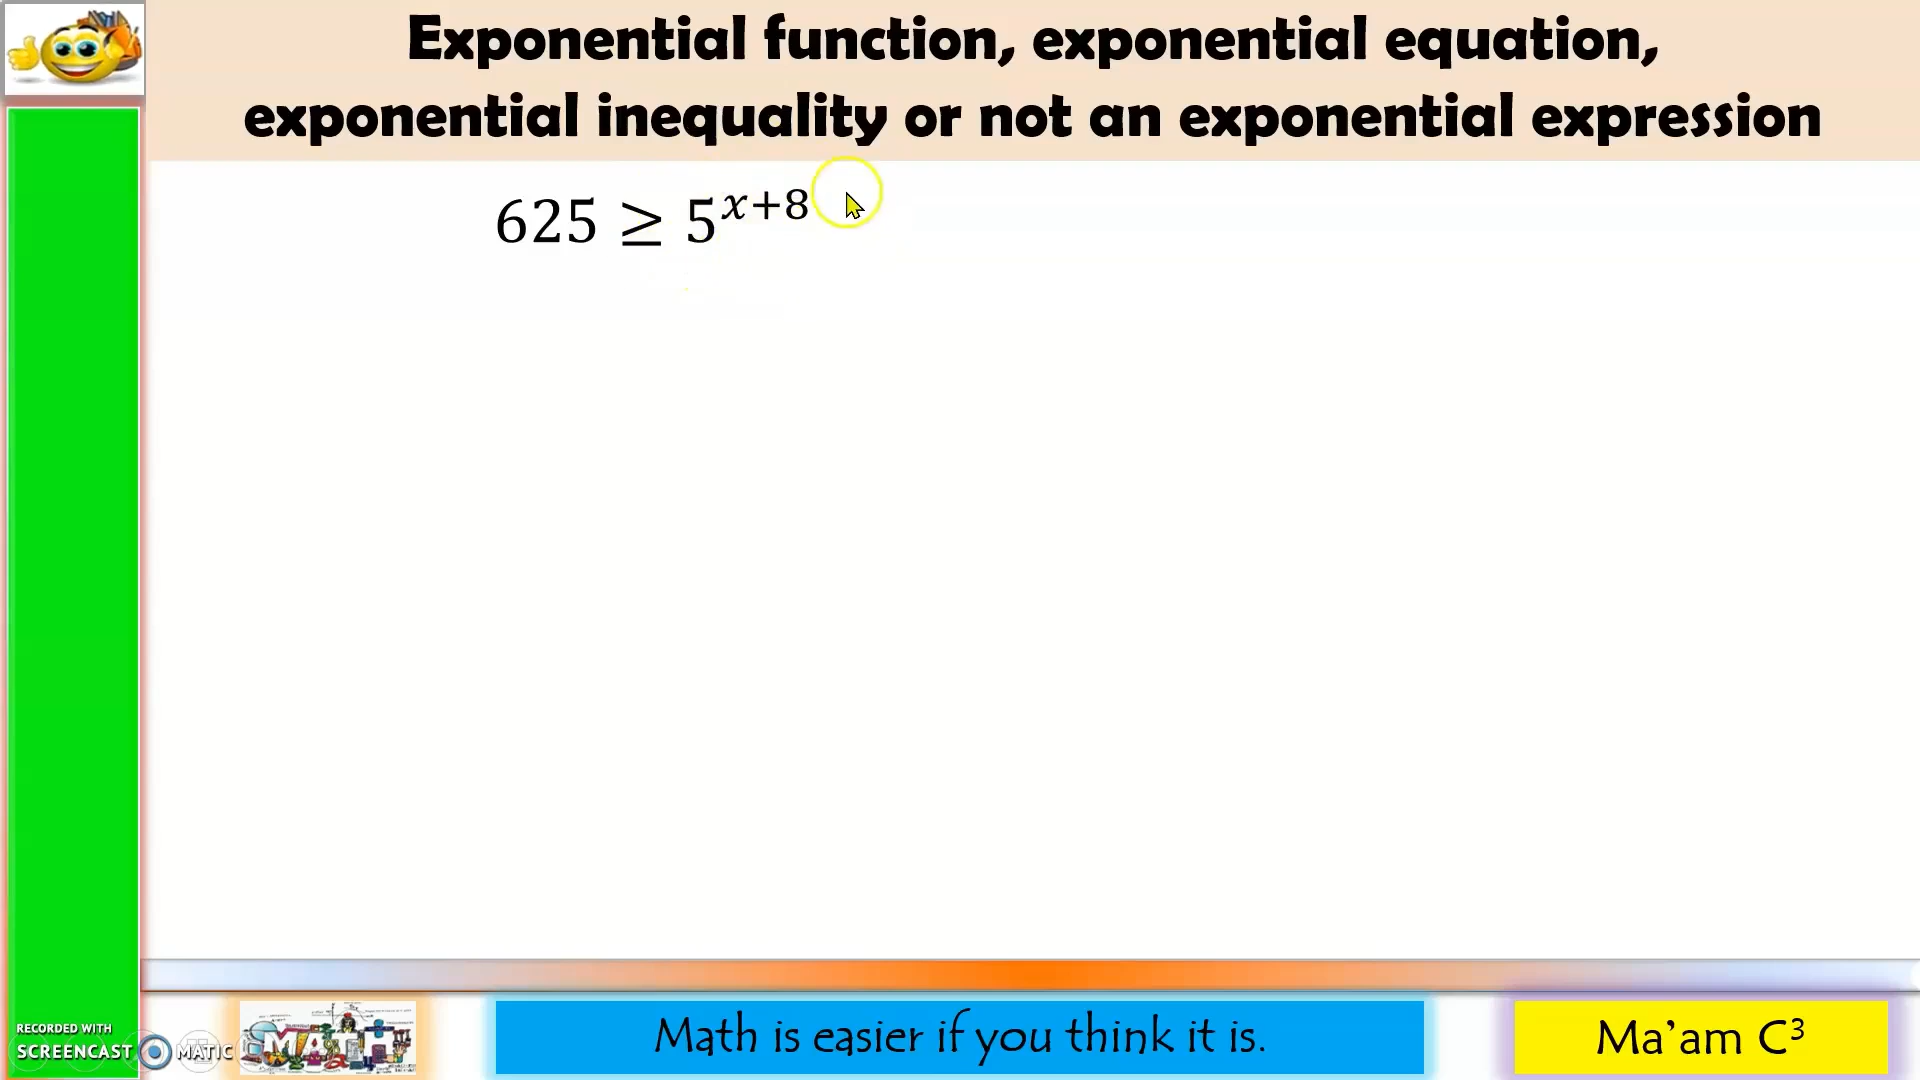 Exponential function, exponential equation,
exponential inequality or not an exponential expression
625 ≥ 5^{x+8}
RECORDED WITH
SCREENCAST MATIC
MATH
Math is easier if you think it is.
Ma'am C³